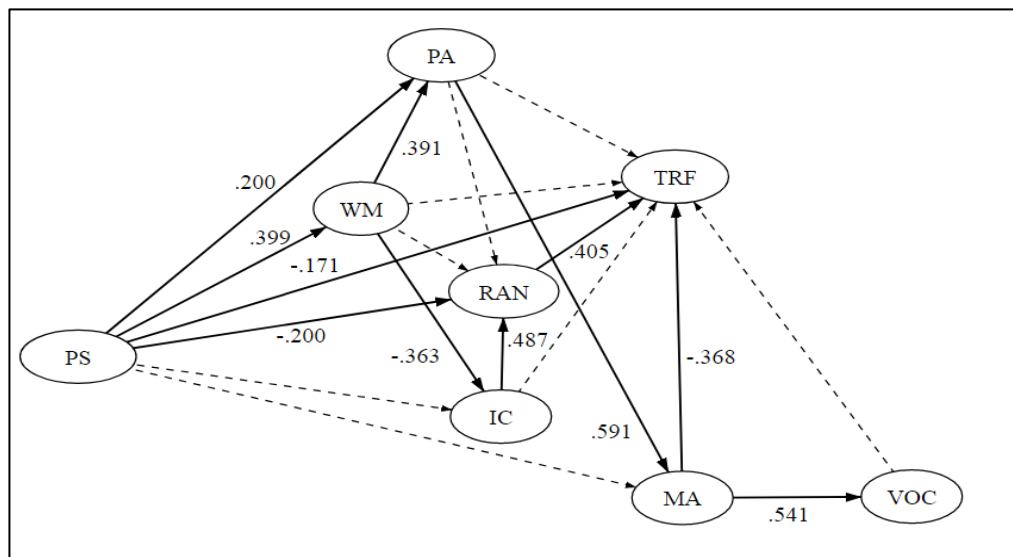 PA
.391
TRF
.200
WM
.399
-.171
.405
RAN
-.200
.487
PS
-.363
IC
.591
-.368
MA
VOC
.541